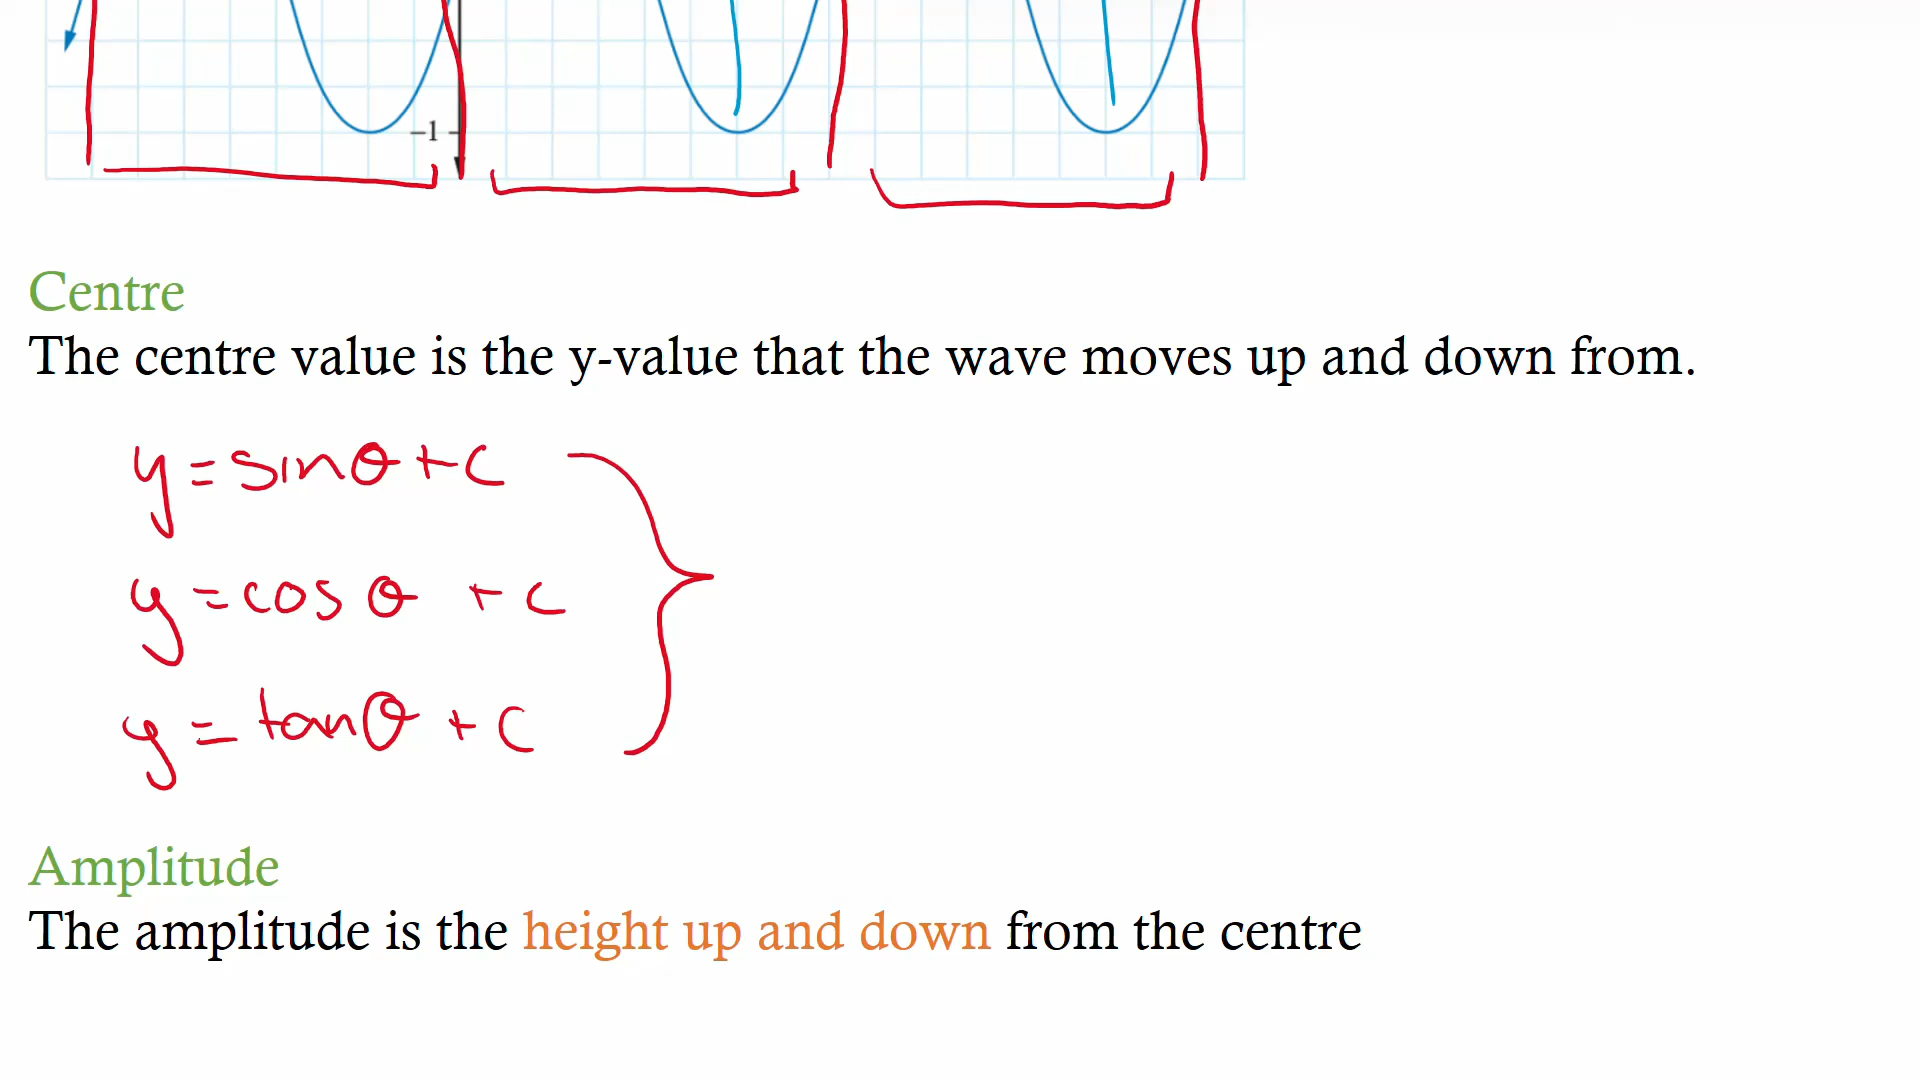 –1
Centre
The centre value is the y-value that the wave moves up and down from.
y = sinθ + c
y = cos θ + c
y = tanθ + c
Amplitude
The amplitude is the height up and down from the centre